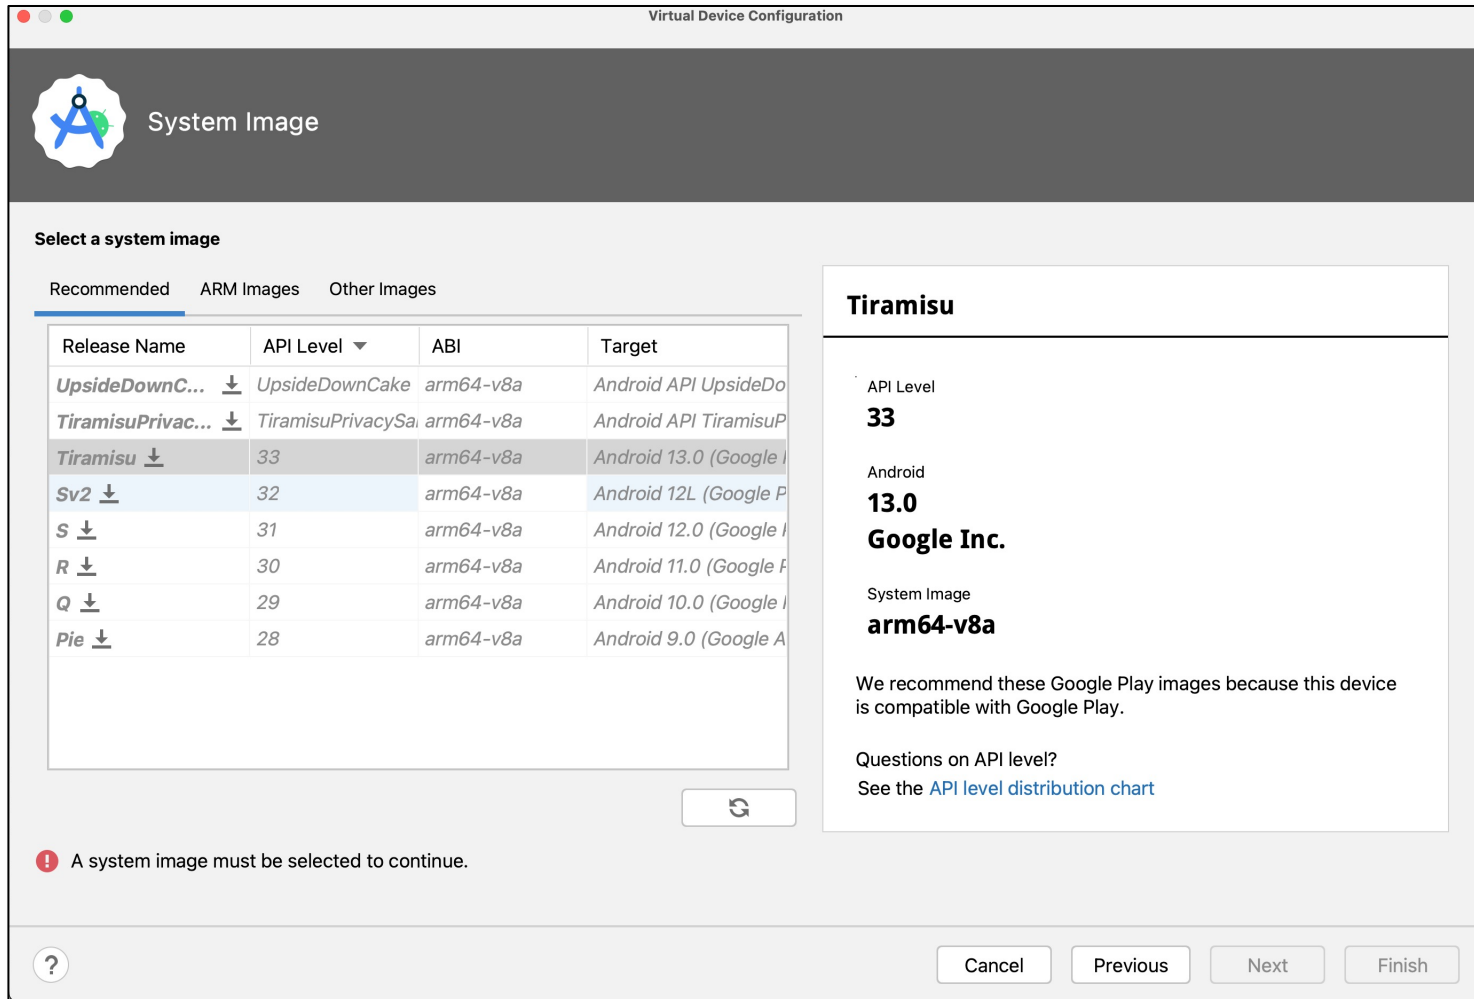 Virtual Device Configuration
System Image
Select a system image
Recommended ARM Images Other Images
Release Name API Level ABI Target
UpsideDownC... UpsideDownCake arm64-v8a Android API UpsideDo
TiramisuPrivac... TiramisuPrivacySa arm64-v8a Android API TiramisuP
Tiramisu 33 arm64-v8a Android 13.0 (Google
Sv2 32 arm64-v8a Android 12L (Google P
S 31 arm64-v8a Android 12.0 (Google
R 30 arm64-v8a Android 11.0 (Google
Q 29 arm64-v8a Android 10.0 (Google
Pie 28 arm64-v8a Android 9.0 (Google A
A system image must be selected to continue.
Tiramisu
API Level
33
Android
13.0
Google Inc.
System Image
arm64-v8a
We recommend these Google Play images because this device
is compatible with Google Play.
Questions on API level?
See the API level distribution chart
?
Cancel Previous Next Finish